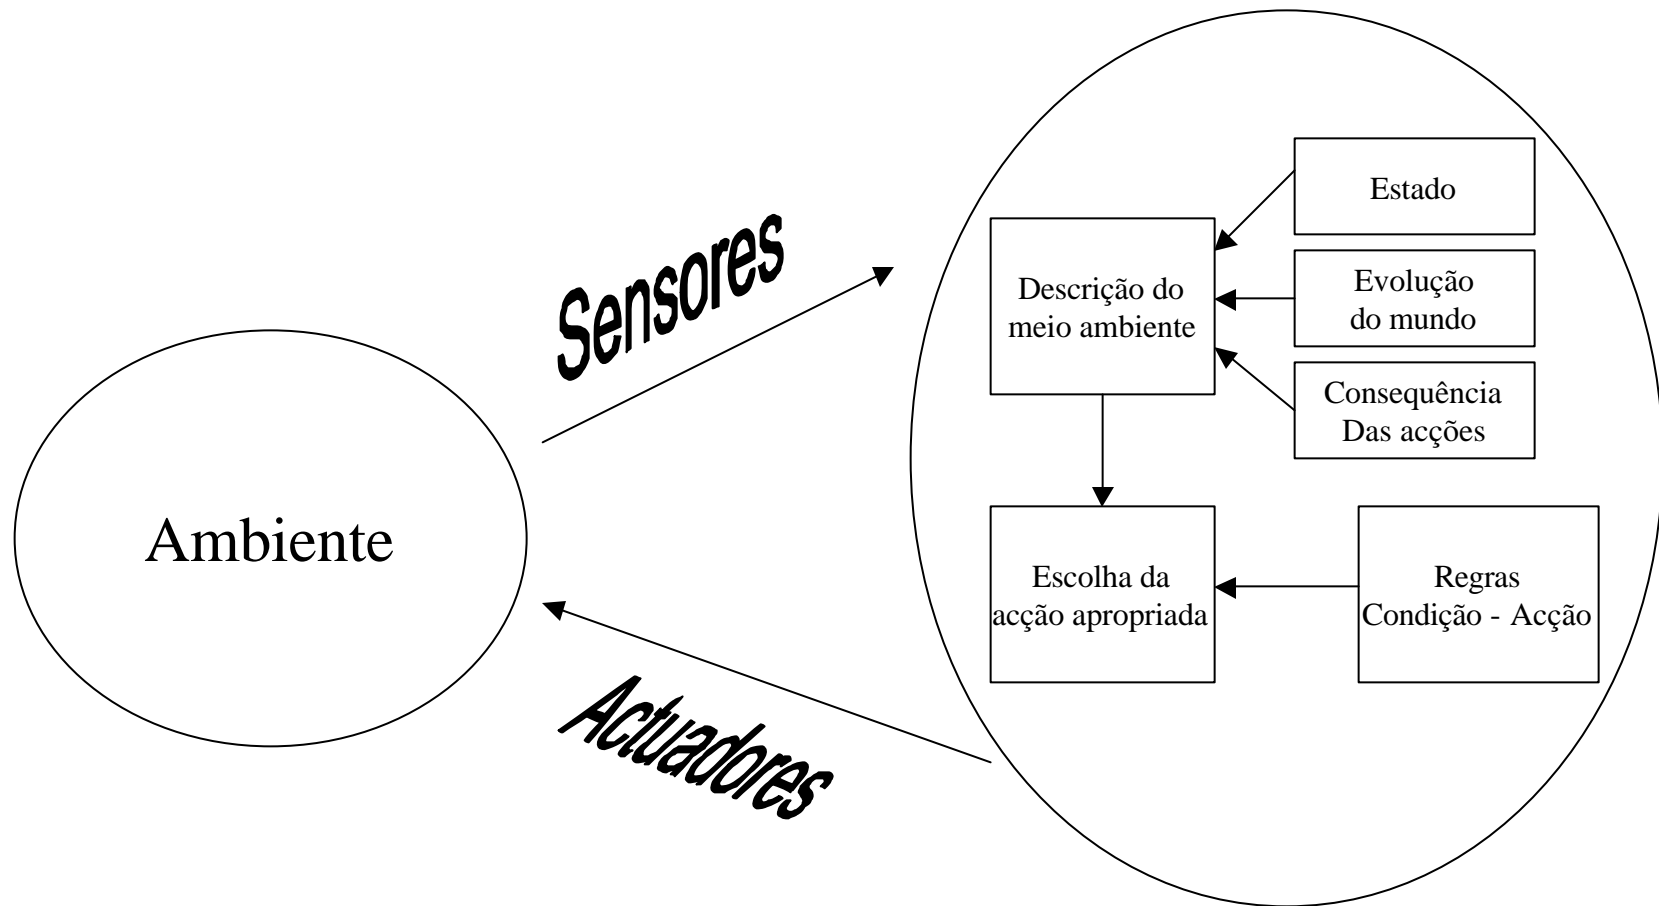 Sensores
Ambiente
Actuadores
Estado
Descrição do
meio ambiente
Evolução
do mundo
Consequência
Das acções
Escolha da
acção apropriada
Regras
Condição - Acção